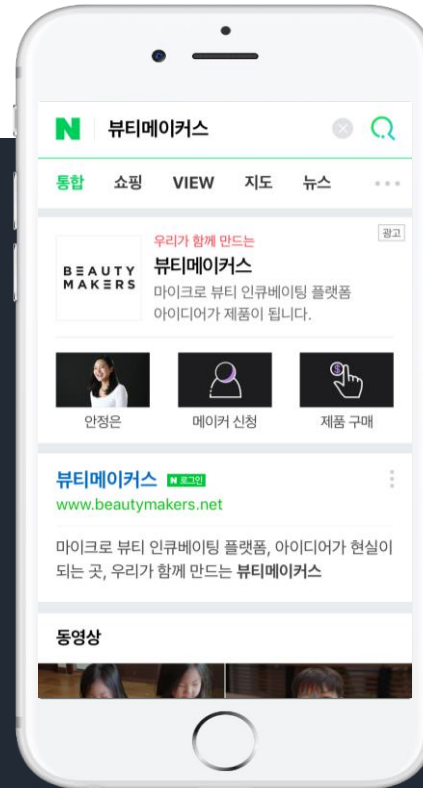 N 뷰티메이커스
통합 쇼핑 VIEW 지도 뉴스
광고
우리가 함께 만드는
뷰티메이커스
BEAUTY
MAKERS
마이크로 뷰티 인큐베이팅 플랫폼
아이디어가 제품이 됩니다.
안정은 메이커 신청 제품 구매
뷰티메이커스 N 로그인
www.beautymakers.net
마이크로 뷰티 인큐베이팅 플랫폼, 아이디어가 현실이
되는 곳, 우리가 함께 만드는 뷰티메이커스
동영상